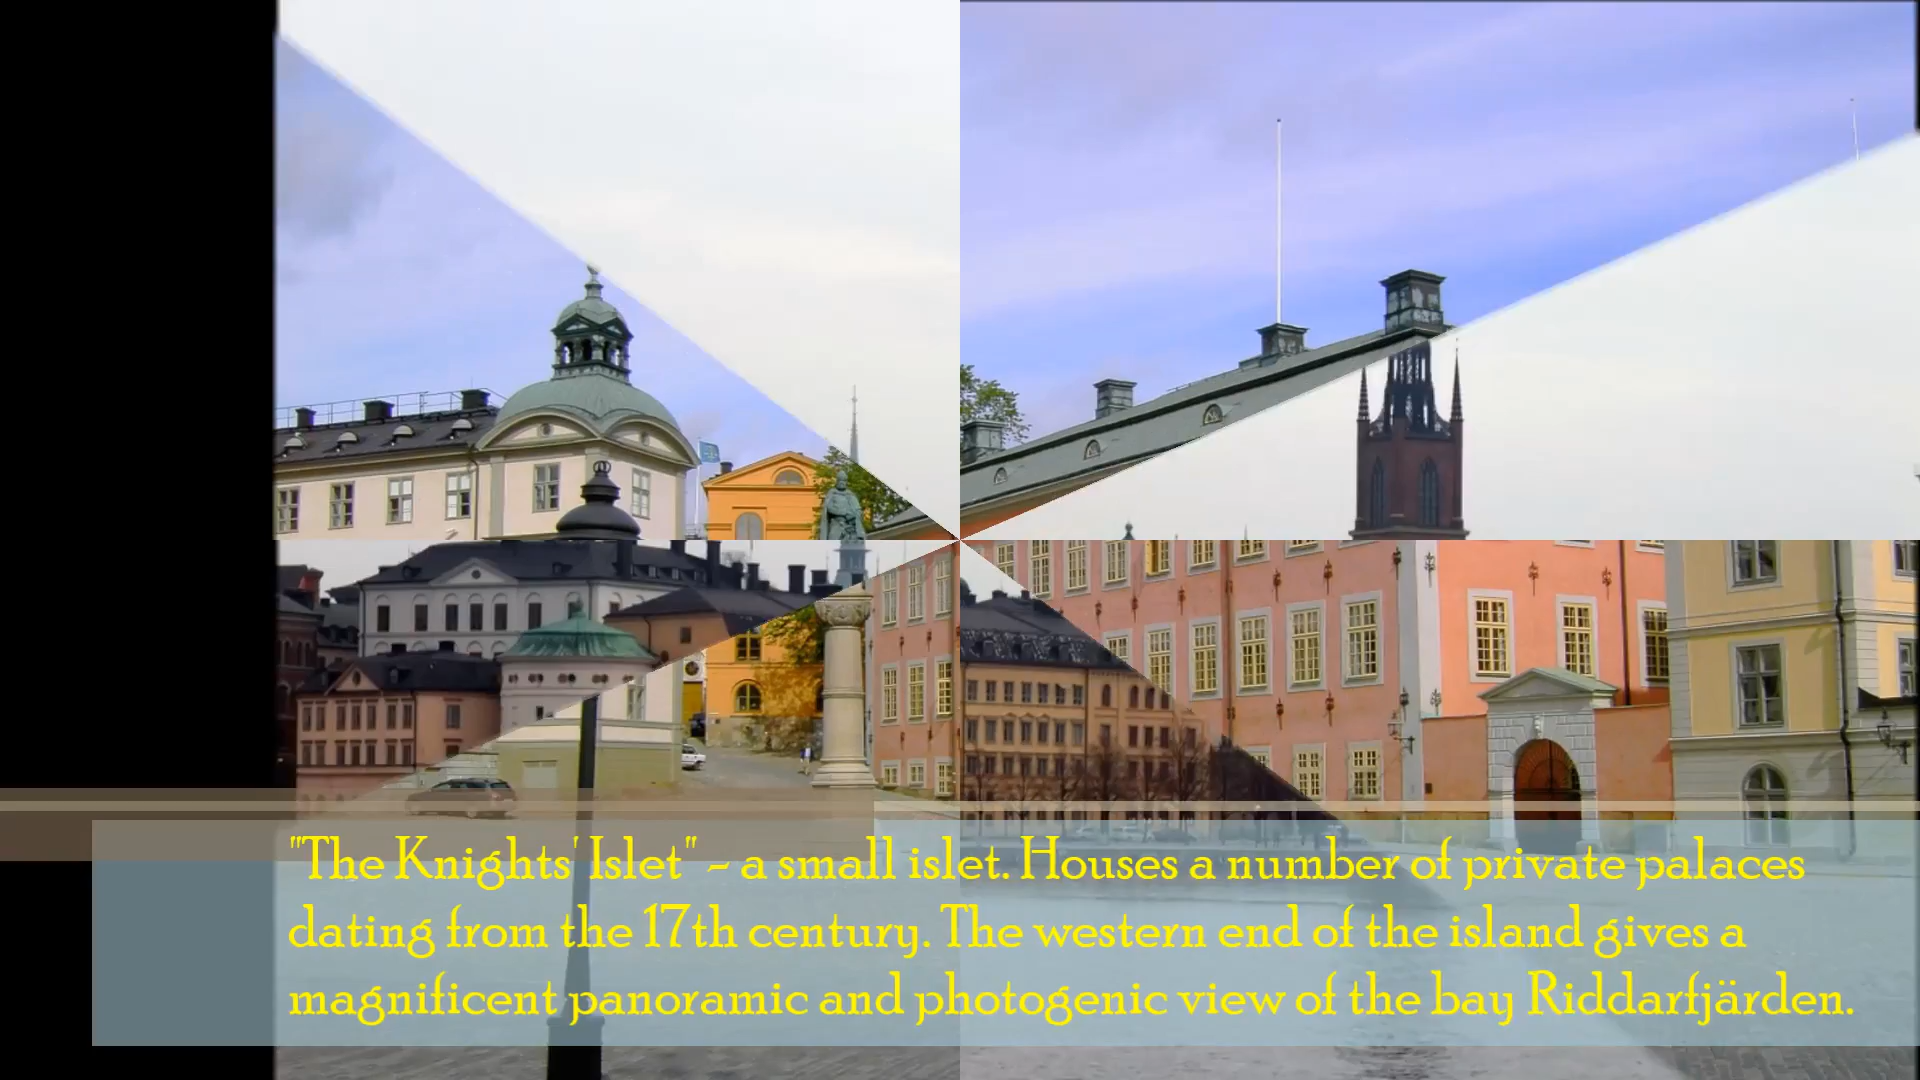 "The Knights' Islet" - a small islet. Houses a number of private palaces
dating from the 17th century. The western end of the island gives a
magnificent panoramic and photogenic view of the bay Riddarfjärden.